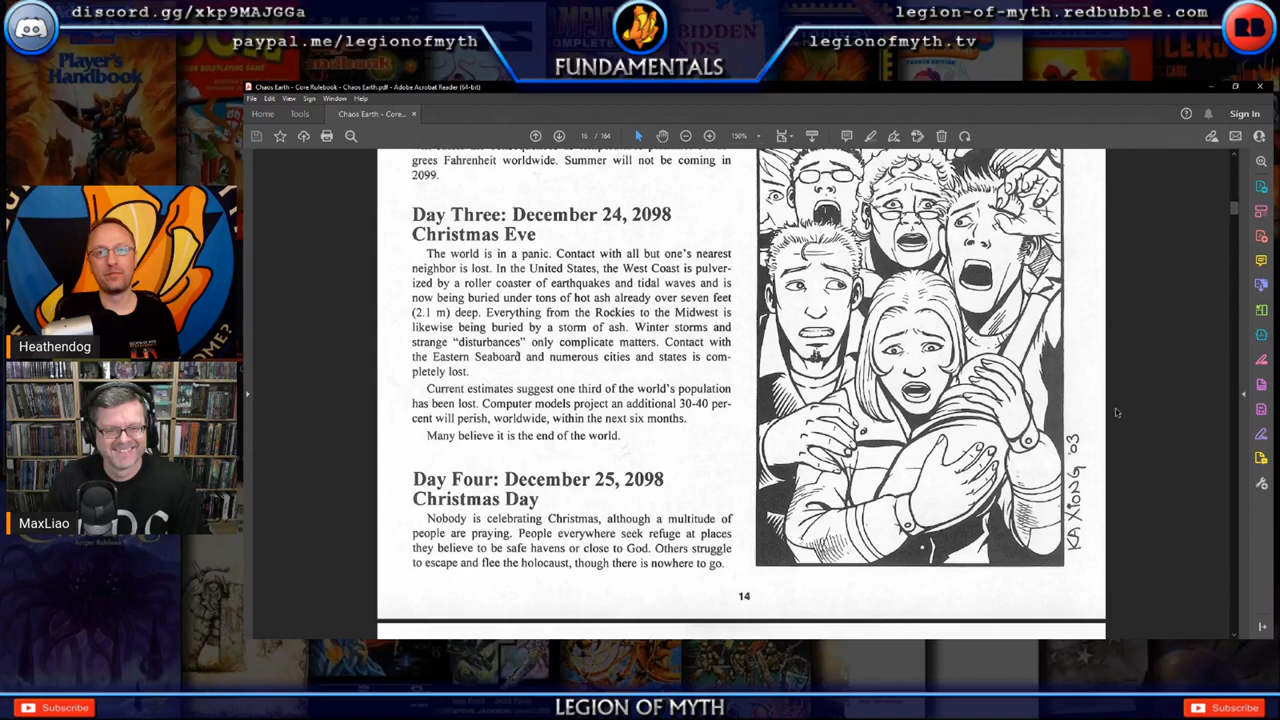 discord.gg/xkp9MAJGGa
legion-of-myth.redbubble.com
paypal.me/legionofmyth
legionofmyth.tv
FUNDAMENTALS
Player's
Handbook
Chaos Earth - Core Rulebook - Chaos Earth.pdf - Adobe Acrobat Reader (64-bit)
File Edit View Sign Window Help
Home Tools Chaos Earth - Core... × Sign In
16 / 164 150%
grees Fahrenheit worldwide. Summer will not be coming in
2099.
Day Three: December 24, 2098
Christmas Eve
The world is in a panic. Contact with all but one's nearest
neighbor is lost. In the United States, the West Coast is pulver-
ized by a roller coaster of earthquakes and tidal waves and is
now being buried under tons of hot ash already over seven feet
(2.1 m) deep. Everything from the Rockies to the Midwest is
likewise being buried by a storm of ash. Winter storms and
strange "disturbances" only complicate matters. Contact with
the Eastern Seaboard and numerous cities and states is com-
pletely lost.
Current estimates suggest one third of the world's population
has been lost. Computer models project an additional 30-40 per-
cent will perish, worldwide, within the next six months.
Many believe it is the end of the world.
Day Four: December 25, 2098
Christmas Day
Nobody is celebrating Christmas, although a multitude of
people are praying. People everywhere seek refuge at places
they believe to be safe havens or close to God. Others struggle
to escape and flee the holocaust, though there is nowhere to go.
KA XIONG '03
14
Heathendog
MaxLiao
Subscribe
LEGION OF MYTH
Subscribe